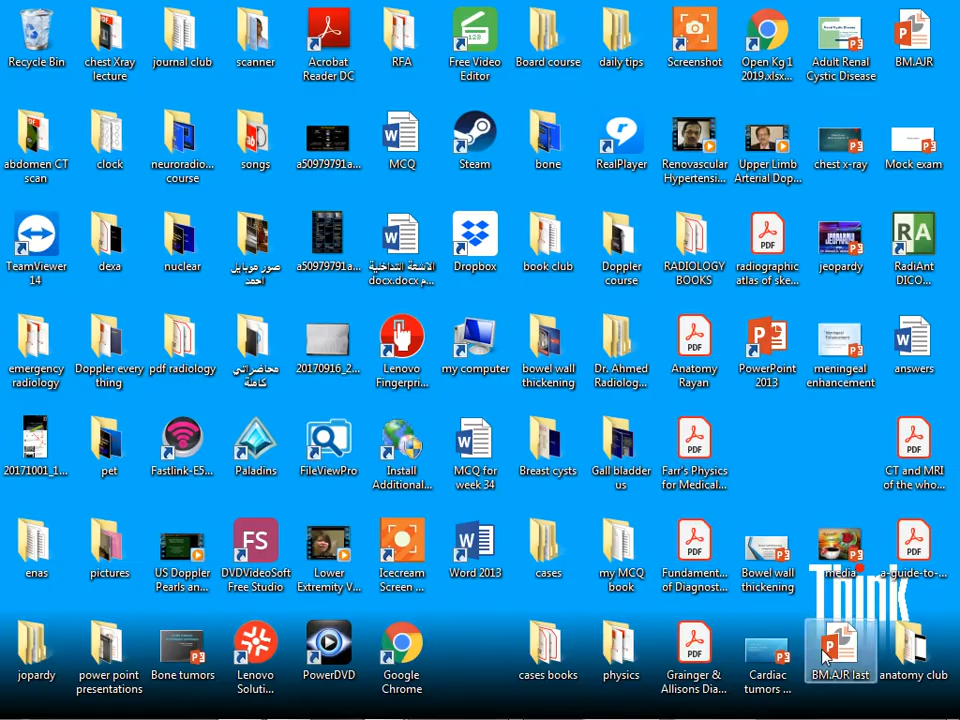 Recycle Bin
chest Xray
lecture
journal club
scanner
Acrobat
Reader DC
RFA
Free Video
Editor
Board course
daily tips
Screenshot
Open Kg 1
2019.xlsx...
Adult Renal
Cystic Disease
BM.AJR
abdomen CT
scan
clock
neuroradio...
course
songs
a50979791a...
MCQ
Steam
bone
RealPlayer
Renovascular
Hypertensi...
Upper Limb
Arterial Dop...
chest x-ray
Mock exam
TeamViewer
14
dexa
nuclear
صور موبايل
احمد
a50979791a...
الاشعة التداخلية
م docx.docx...
Dropbox
book club
Doppler
course
RADIOLOGY
BOOKS
radiographic
atlas of ske...
jeopardy
RadiAnt
DICO...
emergency
radiology
Doppler every
thing
pdf radiology
محاضراتي
كاملة
20170916_2...
Lenovo
Fingerpri...
my computer
bowel wall
thickening
Dr. Ahmed
Radiolog...
Anatomy
Rayan
PowerPoint
2013
meningeal
enhancement
answers
20171001_1...
pet
Fastlink-E5...
Paladins
FileViewPro
Install
Additional...
MCQ for
week 34
Breast cysts
Gall bladder
us
Farr's Physics
for Medical...
CT and MRI
of the who...
enas
pictures
US Doppler
Pearls an...
DVDVideoSoft
Free Studio
Lower
Extremity V...
Icecream
Screen ...
Word 2013
cases
my MCQ
book
Fundament...
of Diagnost...
Bowel wall
thickening
media
a-guide-to-...
Think
jopardy
power point
presentations
Bone tumors
Lenovo
Soluti...
PowerDVD
Google
Chrome
cases books
physics
Grainger &
Allisons Dia...
Cardiac
tumors ...
BM.AJR last
anatomy club